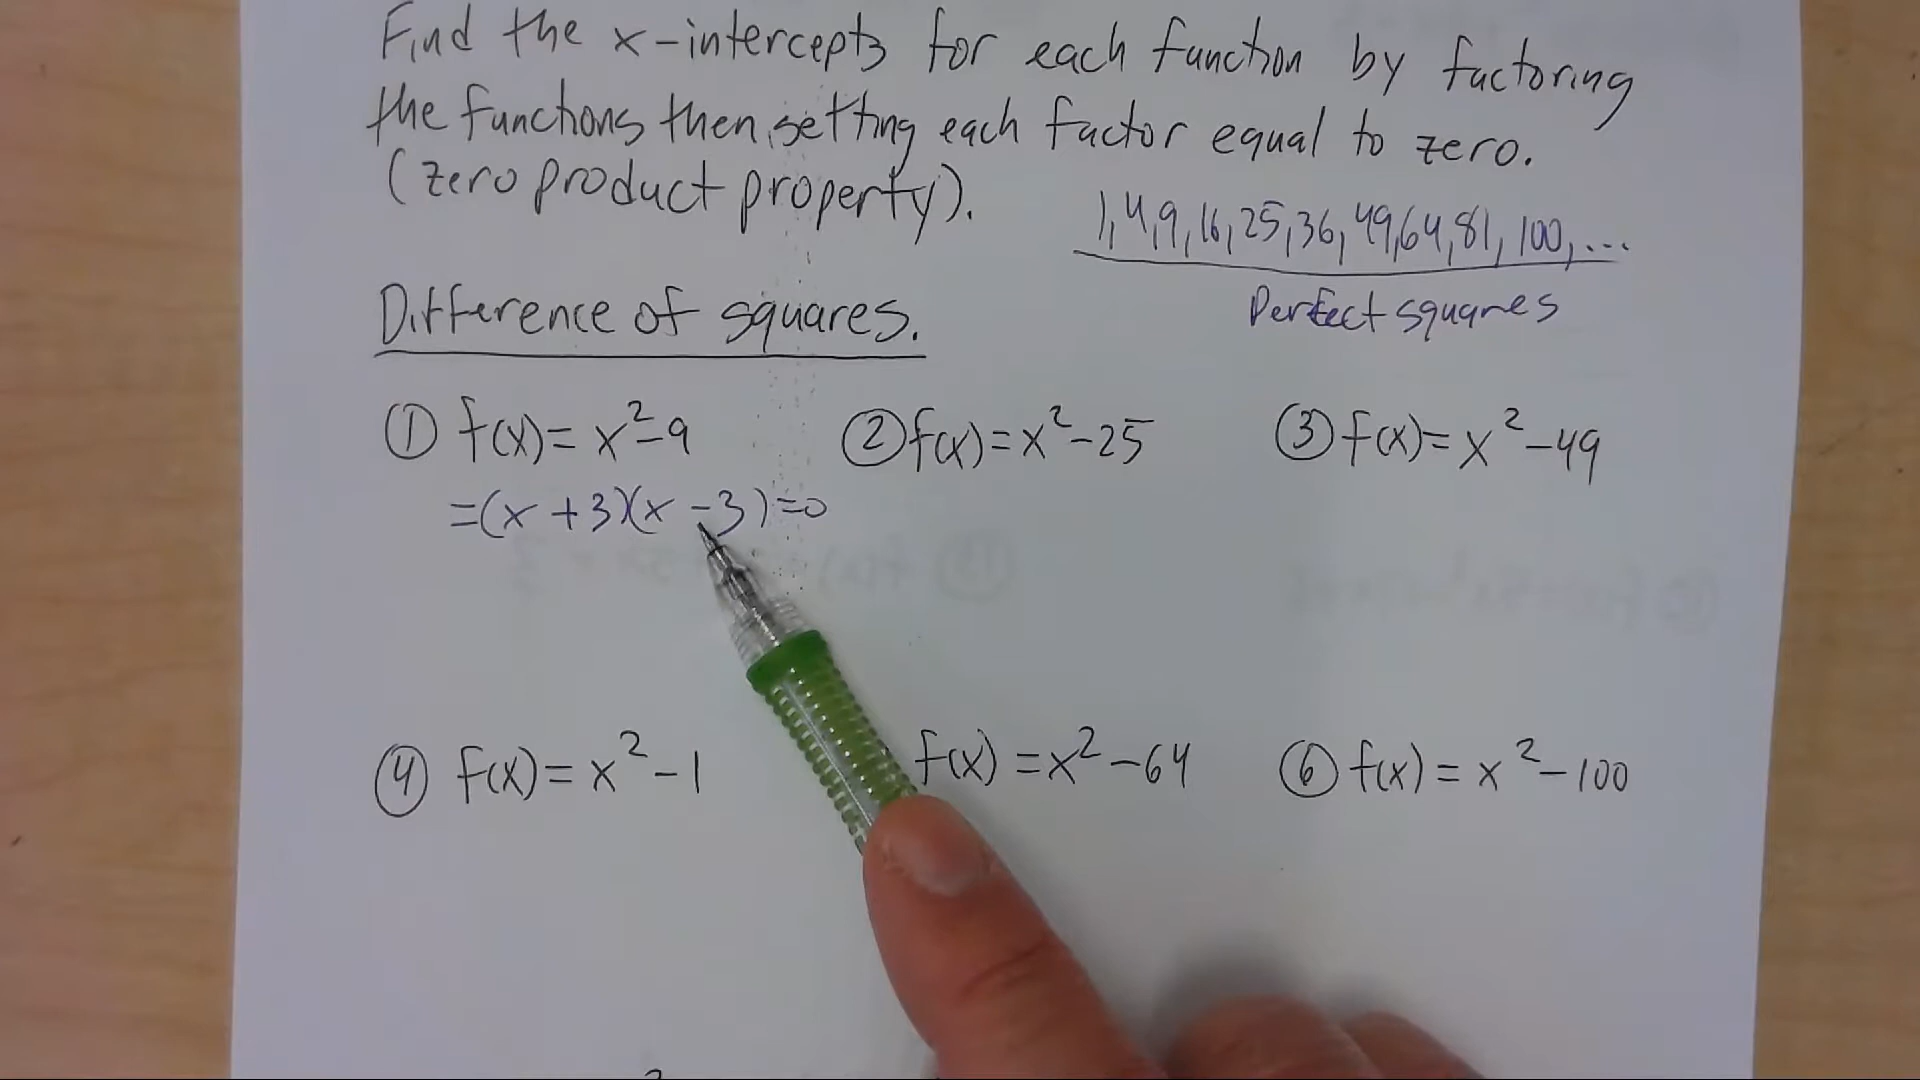 Find the x-intercepts for each function by factoring
the functions then setting each factor equal to zero.
(zero product property).
1,4,9,16,25,36,49,64,81,100,...
Perfect squares
Difference of squares.
① f(x)=x²-9
② f(x)=x²-25
③ f(x)=x²-49
=(x+3)(x-3)=0
④ f(x)=x²-1
f(x)=x²-64
⑥ f(x)=x²-100